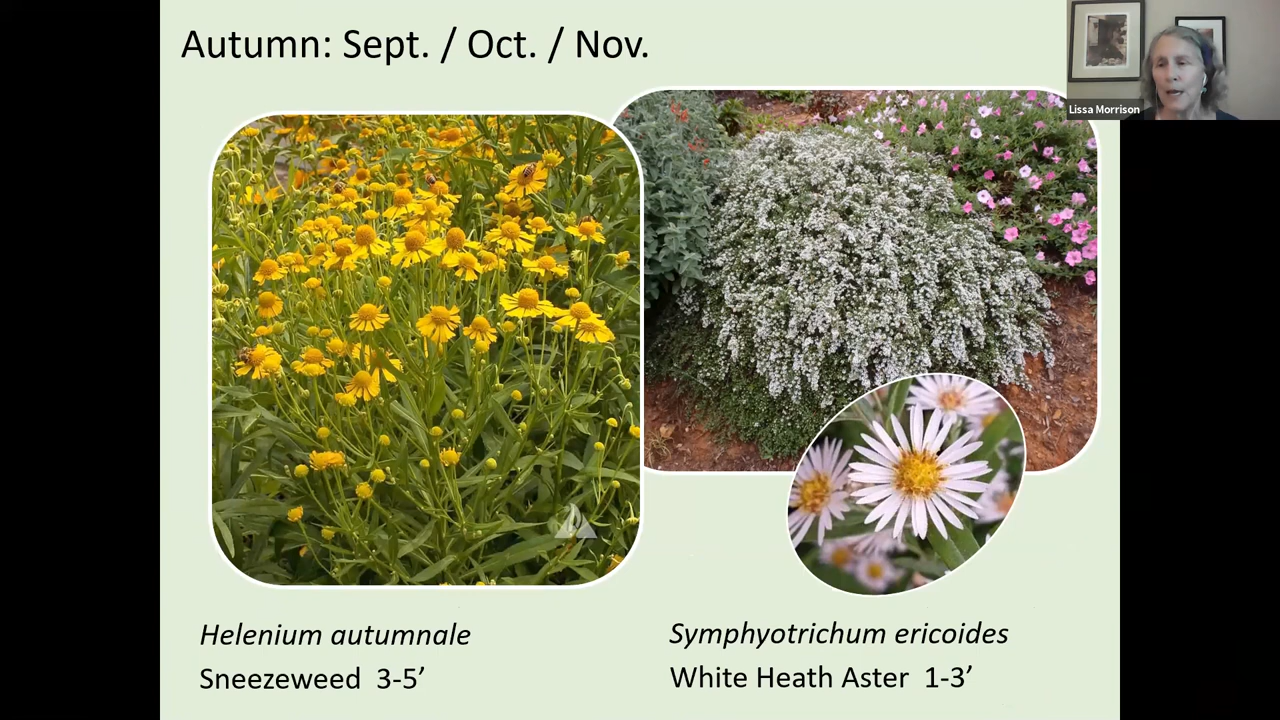 Autumn: Sept. / Oct. / Nov.
Lissa Morrison
Helenium autumnale
Sneezeweed 3-5’
Symphyotrichum ericoides
White Heath Aster 1-3’